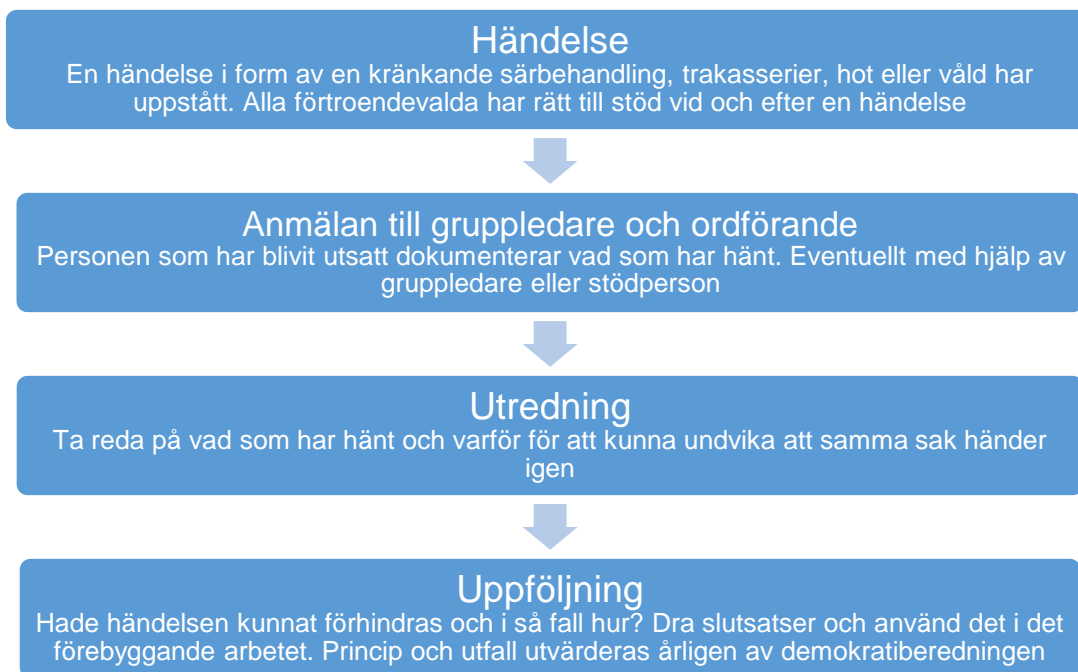 Händelse
En händelse i form av en kränkande särbehandling, trakasserier, hot eller våld har
uppstått. Alla förtroendevalda har rätt till stöd vid och efter en händelse
Anmälan till gruppledare och ordförande
Personen som har blivit utsatt dokumenterar vad som har hänt. Eventuellt med hjälp av
gruppledare eller stödperson
Utredning
Ta reda på vad som har hänt och varför för att kunna undvika att samma sak händer
igen
Uppföljning
Hade händelsen kunnat förhindras och i så fall hur? Dra slutsatser och använd det i det
förebyggande arbetet. Princip och utfall utvärderas årligen av demokratiberedningen